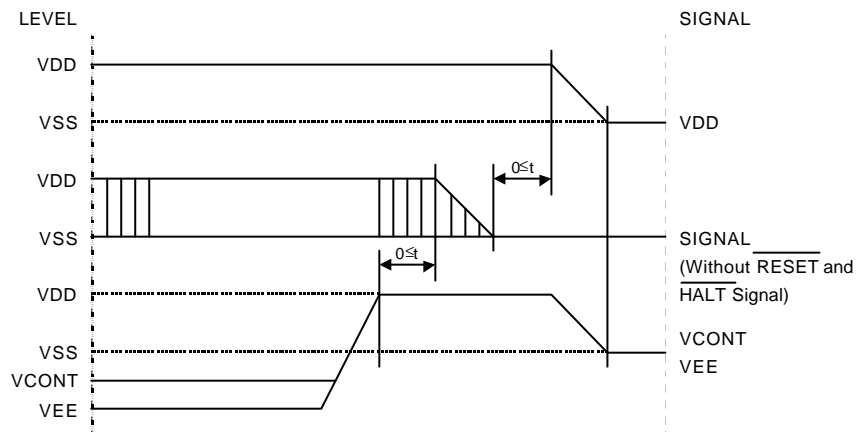 LEVEL
SIGNAL
VDD
VSS
VDD
0≤t
VDD
VSS
SIGNAL
(Without RESET and
HALT Signal)
0≤t
VDD
VSS
VCONT
VCONT
VEE
VEE